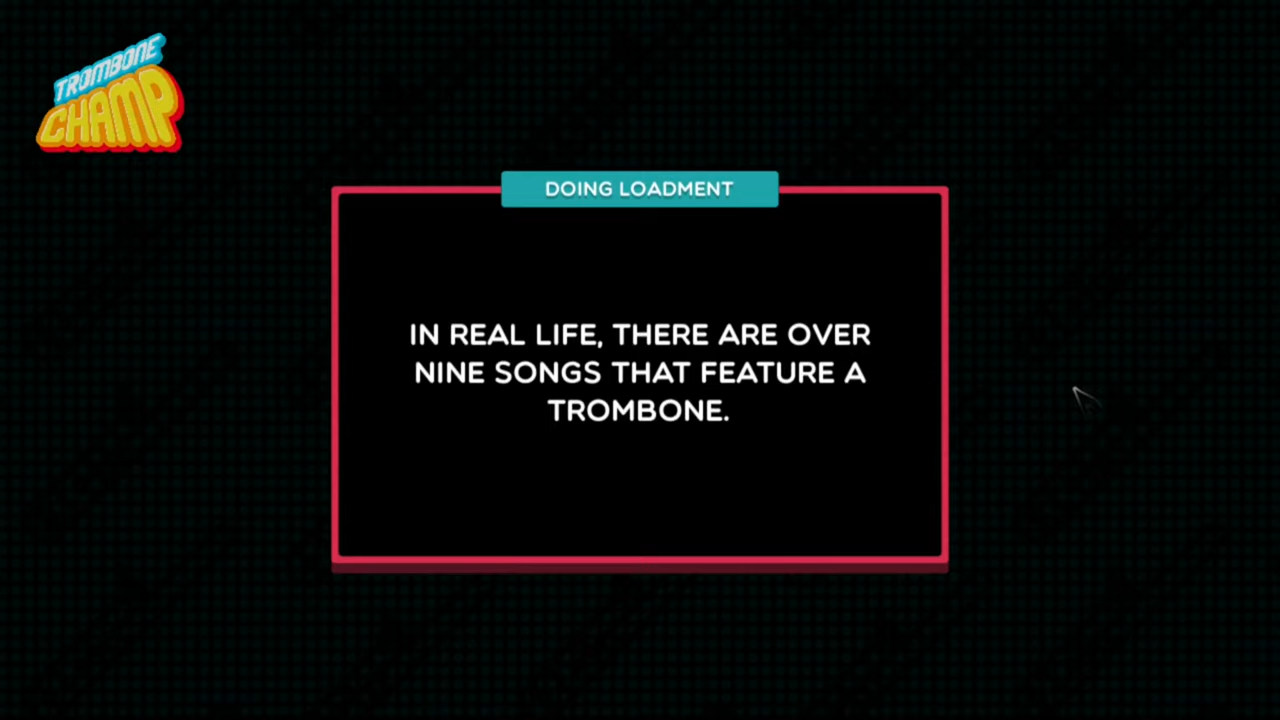 TROMBONE
CHAMP
DOING LOADMENT
IN REAL LIFE, THERE ARE OVER
NINE SONGS THAT FEATURE A
TROMBONE.